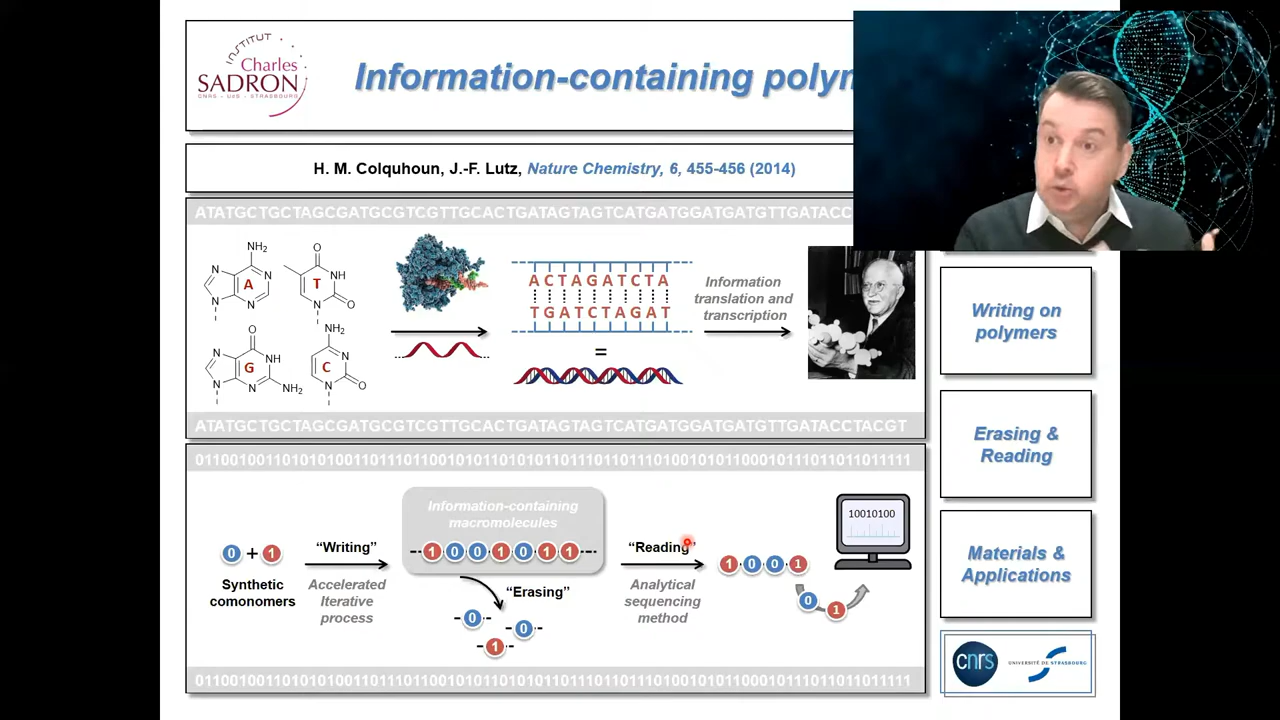 INSTITUT
Charles
SADRON
CNRS - UdS - STRASBOURG
Information-containing polym
H. M. Colquhoun, J.-F. Lutz, Nature Chemistry, 6, 455-456 (2014)
ATATGCTGCTAGCGATGCGTCGTTGCACTGATAGTAGTCATGATGGATGATGTTGATACC
NH2
N
N
N
N
A
O
NH
N
O
T
O
N
NH
N
N
NH2
G
NH2
N
N
O
C
ACTAGATCTA
TGATCTAGAT
=
Information
translation and
transcription
ATATGCTGCTAGCGATGCGTCGTTGCACTGATAGTAGTCATGATGGATGATGTTGATACCTACGT
0 + 1
Synthetic
comonomers
"Writing"
Accelerated
Iterative
process
Information-containing
macromolecules
1 0 0 1 0 1 1
"Erasing"
0
0
1
"Reading"
Analytical
sequencing
method
1 0 0 1
0
1
10010100
Writing on
polymers
Erasing &
Reading
Materials &
Applications
cnrs
UNIVERSITÉ DE STRASBOURG